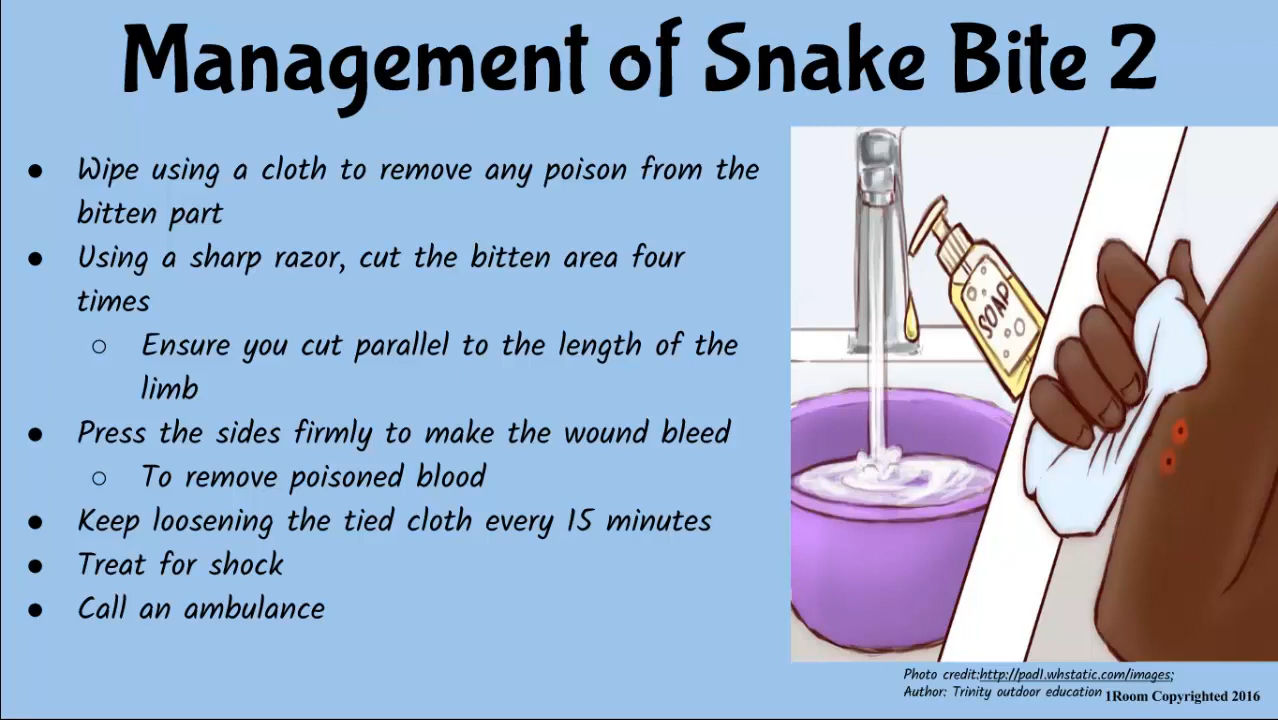 Management of Snake Bite 2
● Wipe using a cloth to remove any poison from the
bitten part
● Using a sharp razor, cut the bitten area four
times
○ Ensure you cut parallel to the length of the
limb
● Press the sides firmly to make the wound bleed
○ To remove poisoned blood
● Keep loosening the tied cloth every 15 minutes
● Treat for shock
● Call an ambulance
SOAP
Photo credit:http://pad1.whstatic.com/images;
Author: Trinity outdoor education 1Room Copyrighted 2016